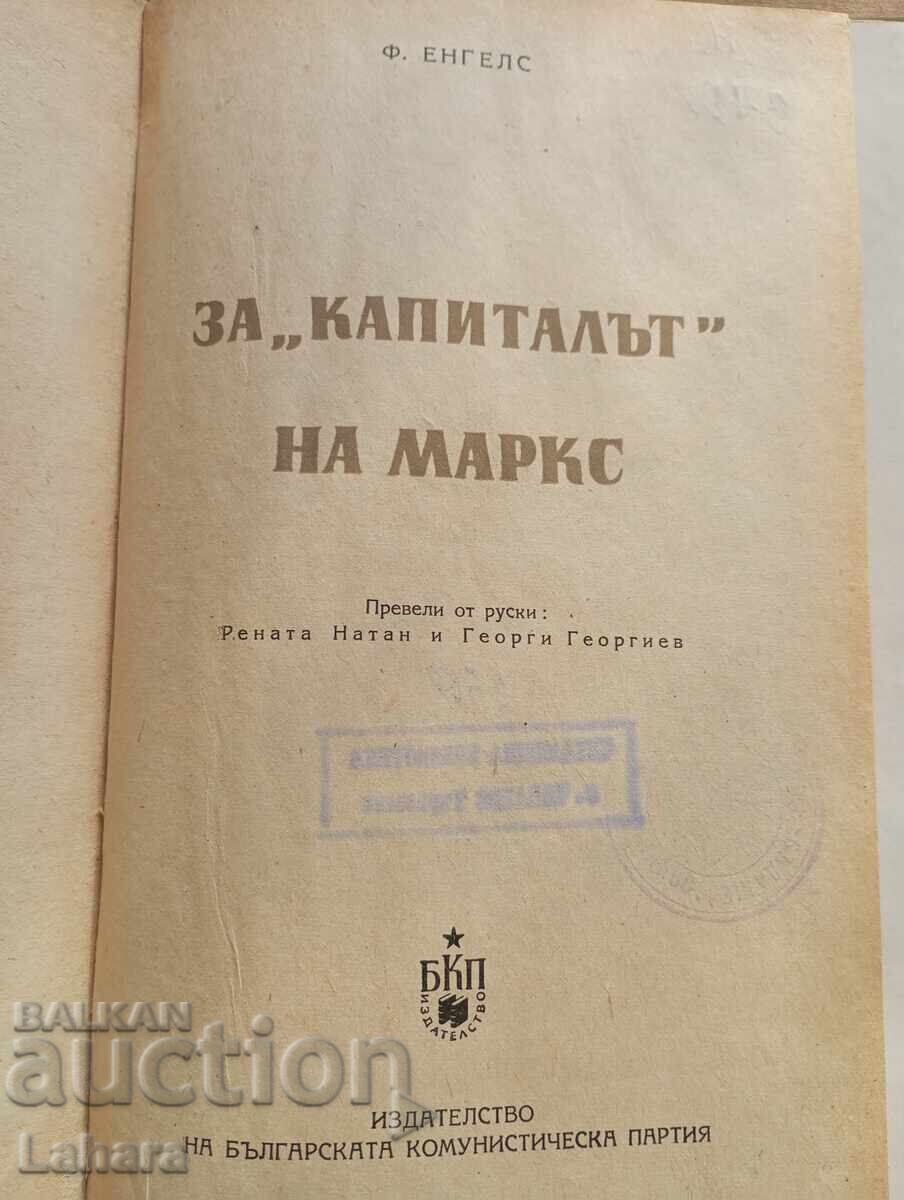 Ф. ЕНГЕЛС
ЗА „КАПИТАЛЪТ”
НА МАРКС
Превели от руски:
Рената Натан и Георги Георгиев
БКП
ИЗДАТЕЛСТВО
ИЗДАТЕЛСТВО
НА БЪЛГАРСКАТА КОМУНИСТИЧЕСКА ПАРТИЯ
BALKAN
auction
Lahara